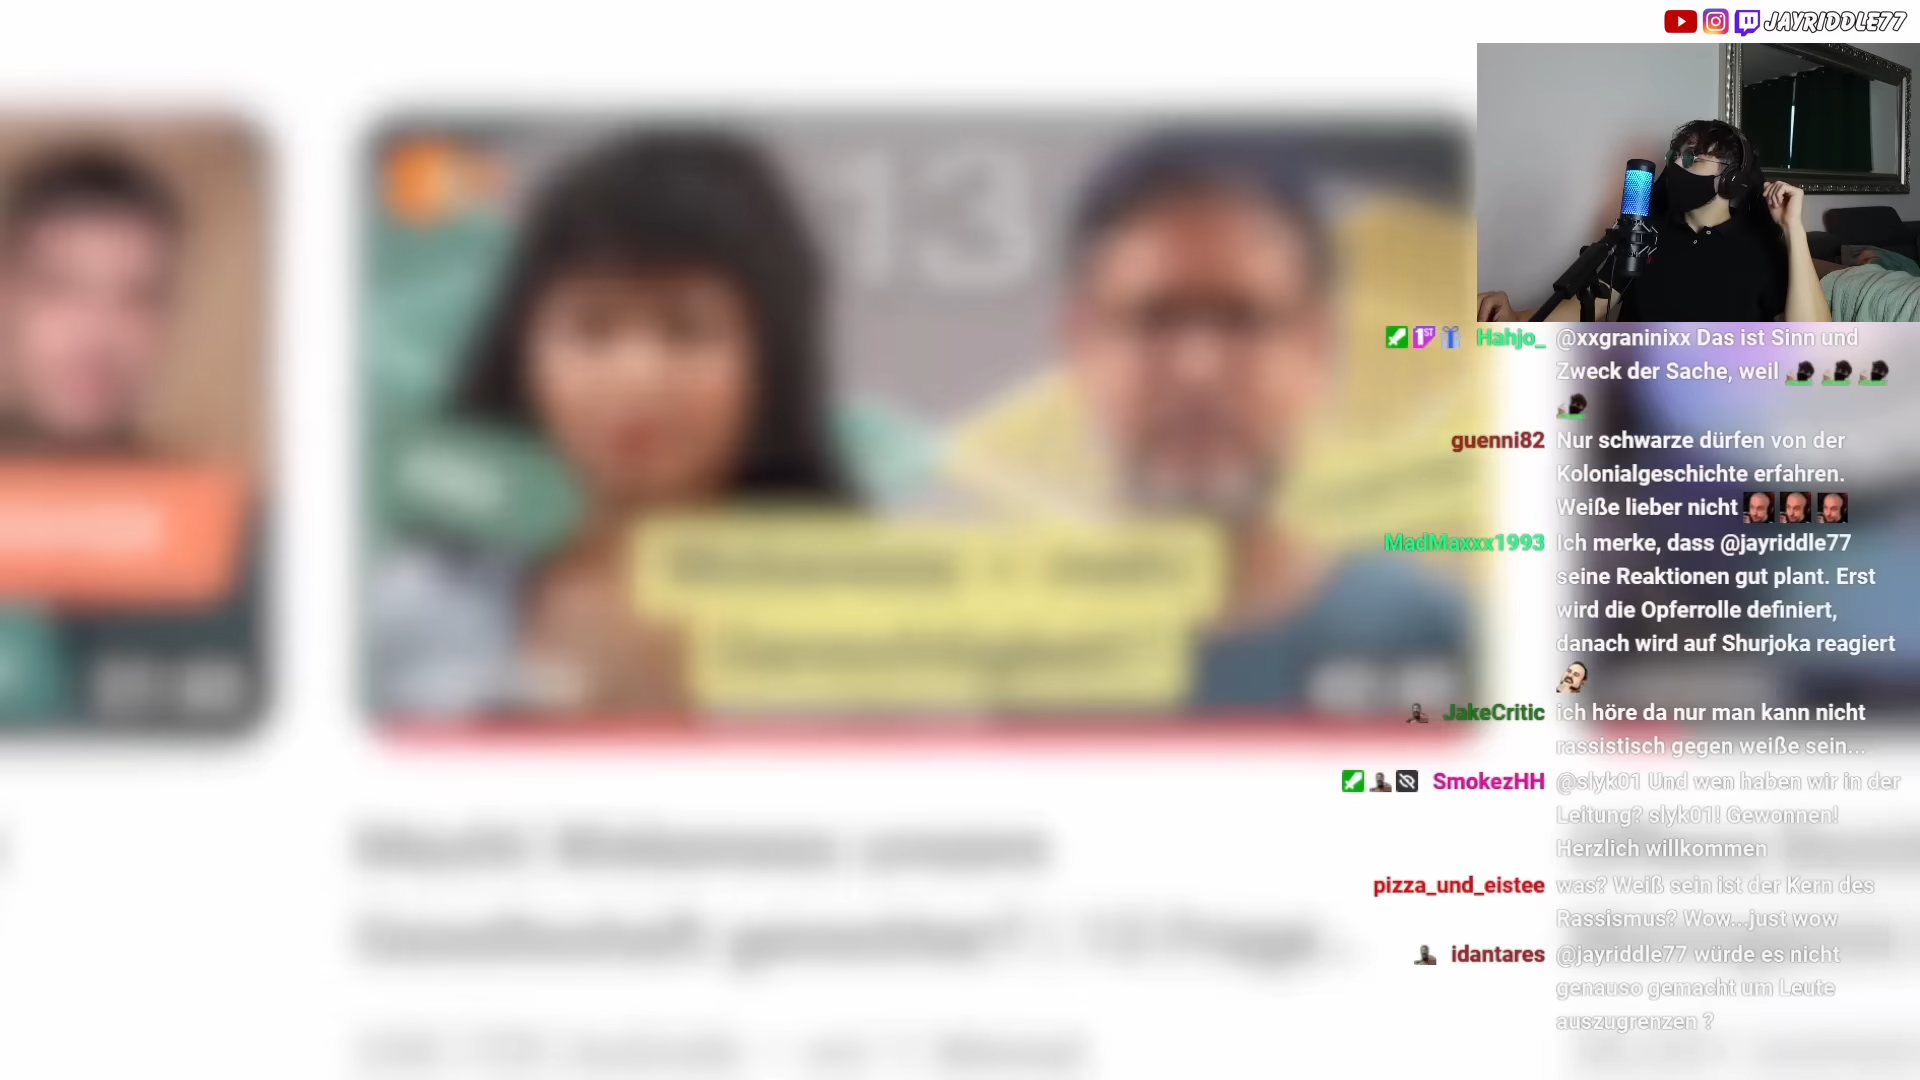 JAYRIDDLE77
13
Hahjo_ @xxgraninixx Das ist Sinn und
Zweck der Sache, weil
guenni82 Nur schwarze dürfen von der
Kolonialgeschichte erfahren.
Weiße lieber nicht
MadMaxxx1993 Ich merke, dass @jayriddle77
seine Reaktionen gut plant. Erst
wird die Opferrolle definiert,
danach wird auf Shurjoka reagiert
JakeCritic ich höre da nur man kann nicht
rassistisch gegen weiße sein...
SmokezHH @slyk01 Und wen haben wir in der
Leitung? slyk01! Gewonnen!
Herzlich willkommen
pizza_und_eistee was? Weiß sein ist der Kern des
Rassismus? Wow...just wow
idantares @jayriddle77 würde es nicht
genauso gemacht um Leute
auszugrenzen ?